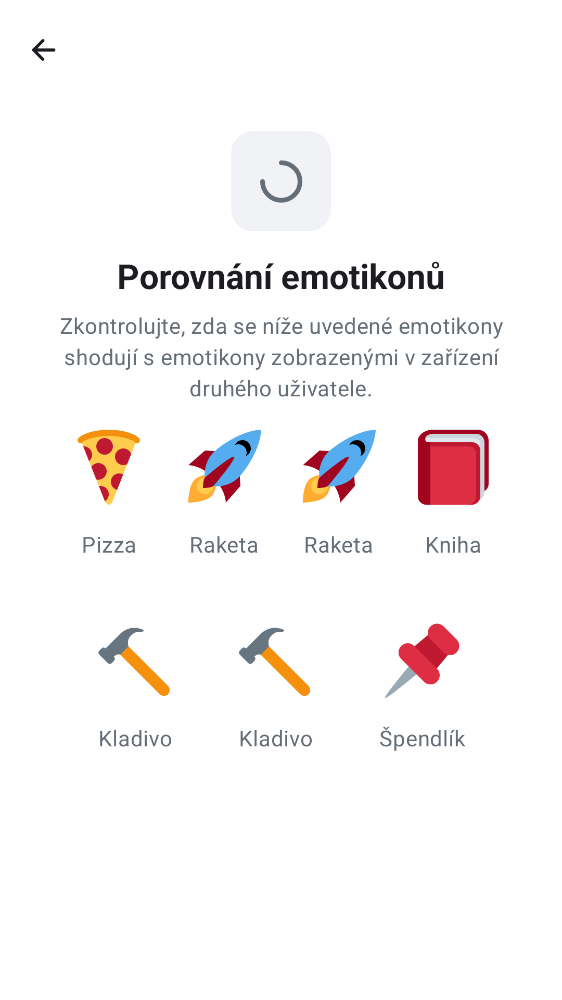 Porovnání emotikonů
Zkontrolujte, zda se níže uvedené emotikony
shodují s emotikony zobrazenými v zařízení
druhého uživatele.
Pizza Raketa Raketa Kniha
Kladivo Kladivo Špendlík